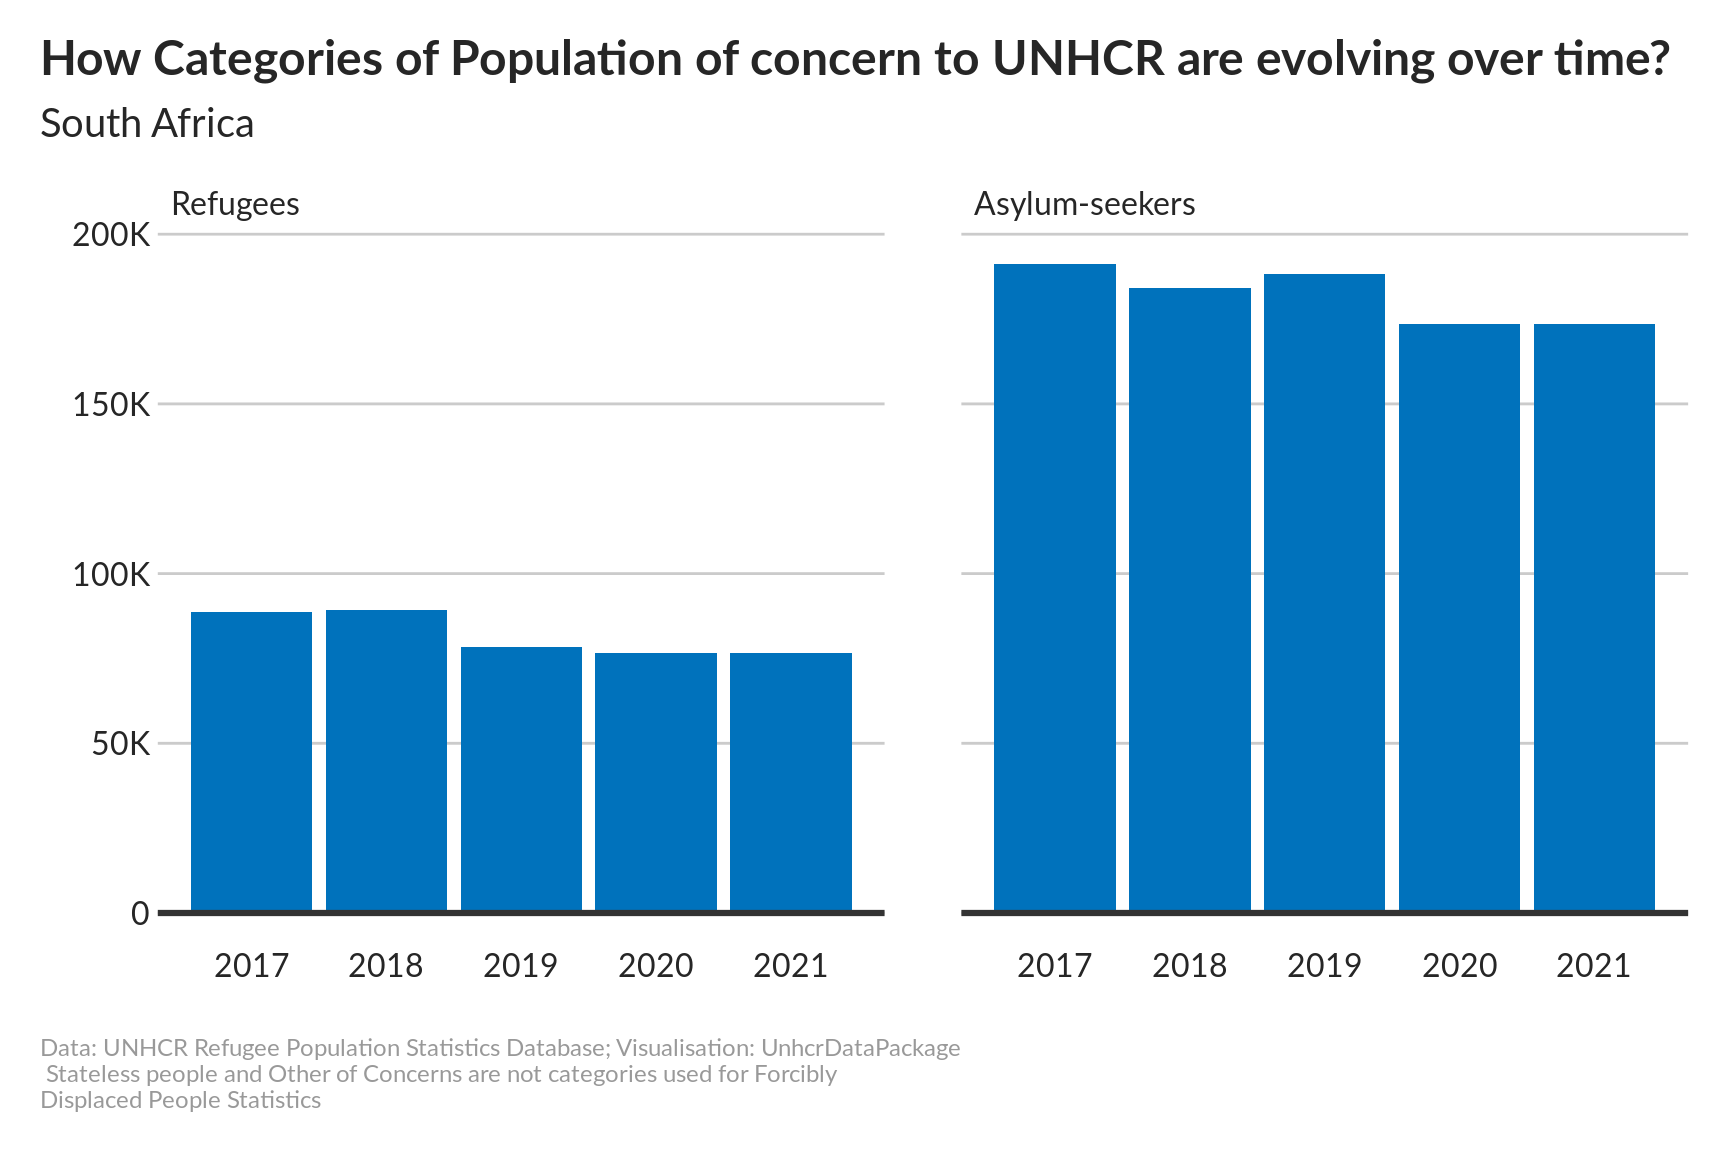 How Categories of Population of concern to UNHCR are evolving over time?
South Africa
Refugees
200K
150K
100K
50K
0
2017 2018 2019 2020 2021
Asylum-seekers
2017 2018 2019 2020 2021
Data: UNHCR Refugee Population Statistics Database; Visualisation: UnhcrDataPackage
Stateless people and Other of Concerns are not categories used for Forcibly
Displaced People Statistics